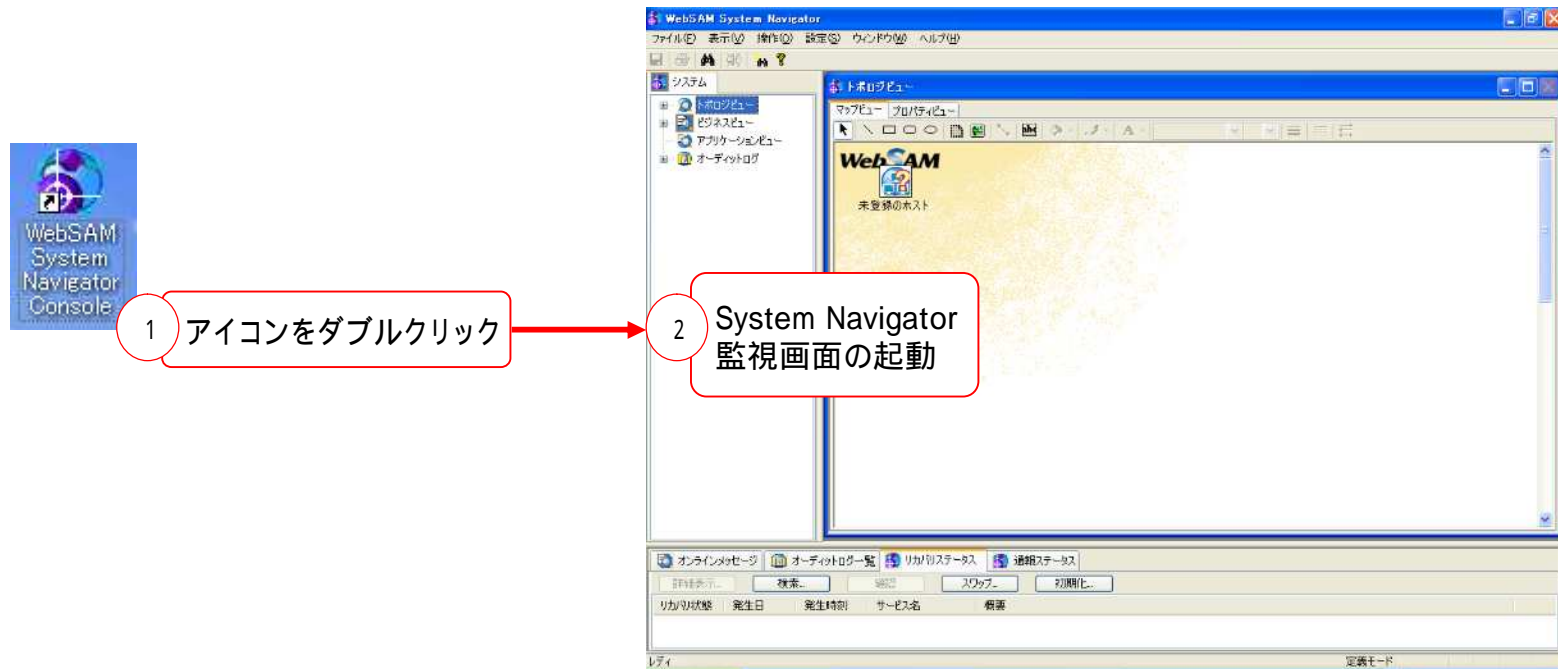 WebSAM System Navigator
ファイル(F) 表示(V) 操作(O) 設定(S) ウィンドウ(W) ヘルプ(H)
システム
トポロジビュー
ビジネスビュー
アプリケーションビュー
オーディットログ
トポロジビュー
マップビュー プロパティビュー
abc
A
WebSAM
未登録のホスト
WebSAM
System
Navigator
Console
1 アイコンをダブルクリック
2 System Navigator
監視画面の起動
オンラインメッセージ オーディットログ一覧 リカバリステータス 通報ステータス
詳細表示... 検索... 確認 スワップ... 初期化...
リカバリ状態 発生日 発生時刻 サービス名 概要
レディ 定義モード